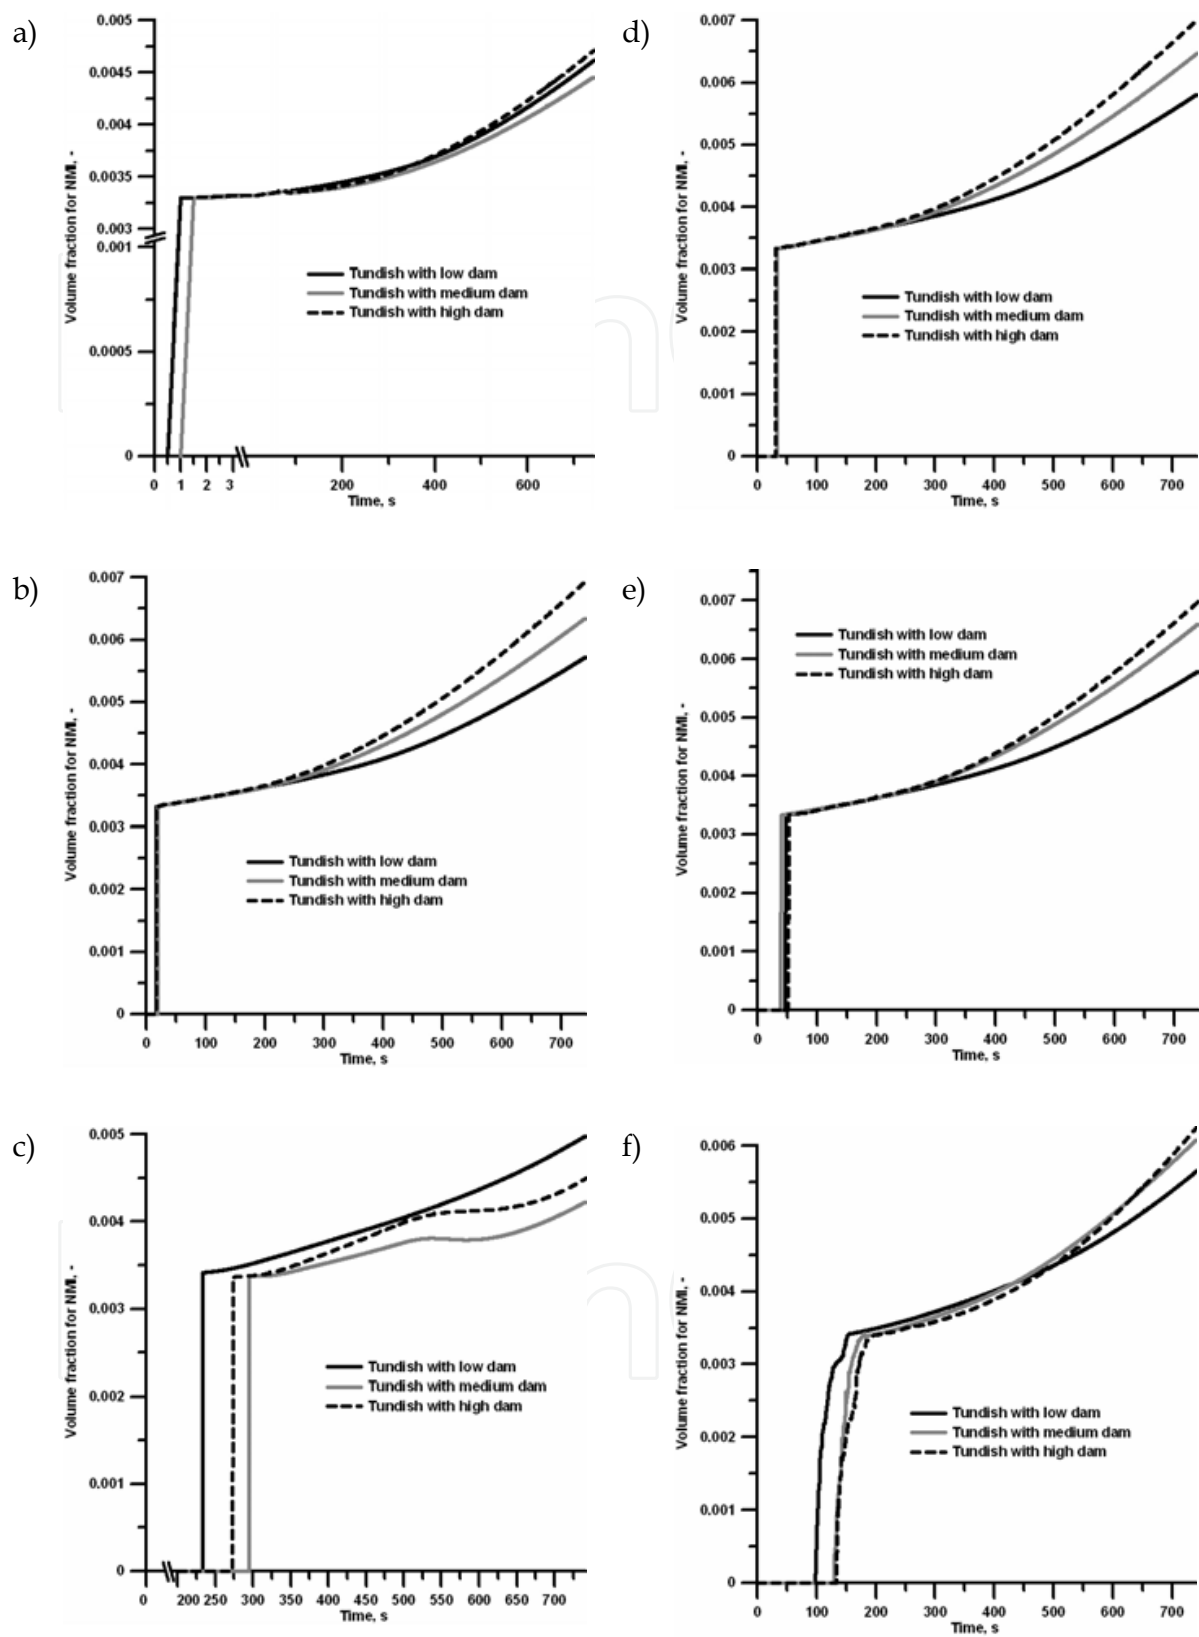 a)
0.005
0.0045
0.004
0.0035
0.003
0.001
0.0005
0
Volume fraction for NMI, -
Tundish with low dam
Tundish with medium dam
Tundish with high dam
0 1 2 3 200 400 600
Time, s
d)
0.007
0.006
0.005
0.004
0.003
0.002
0.001
0
Volume fraction for NMI, -
Tundish with low dam
Tundish with medium dam
Tundish with high dam
0 100 200 300 400 500 600 700
Time, s
b)
0.007
0.006
0.005
0.004
0.003
0.002
0.001
0
Volume fraction for NMI, -
Tundish with low dam
Tundish with medium dam
Tundish with high dam
0 100 200 300 400 500 600 700
Time, s
e)
0.007
0.006
0.005
0.004
0.003
0.002
0.001
0
Volume fraction for NMI, -
Tundish with low dam
Tundish with medium dam
Tundish with high dam
0 100 200 300 400 500 600 700
Time, s
c)
0.005
0.004
0.003
0.002
0.001
0
Volume fraction for NMI, -
Tundish with low dam
Tundish with medium dam
Tundish with high dam
0 200 250 300 350 400 450 500 550 600 650 700
Time, s
f)
0.006
0.005
0.004
0.003
0.002
0.001
0
Volume fraction for NMI, -
Tundish with low dam
Tundish with medium dam
Tundish with high dam
0 100 200 300 400 500 600 700
Time, s